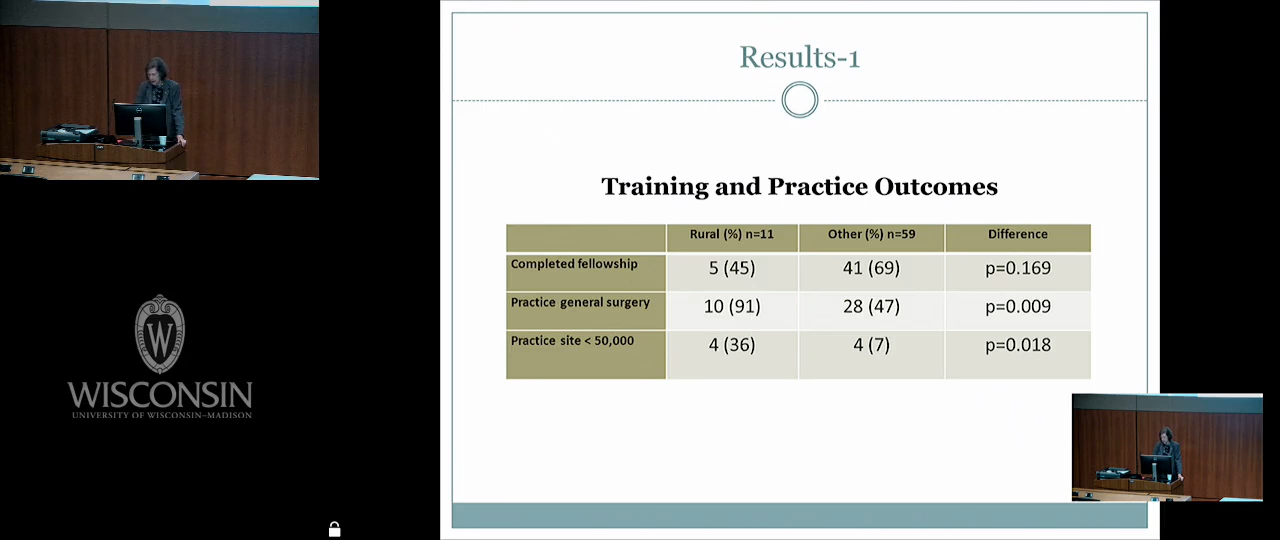 Results-1
Training and Practice Outcomes
Rural (%) n=11 Other (%) n=59 Difference
Completed fellowship 5 (45) 41 (69) p=0.169
Practice general surgery 10 (91) 28 (47) p=0.009
Practice site < 50,000 4 (36) 4 (7) p=0.018
W
WISCONSIN
UNIVERSITY OF WISCONSIN–MADISON